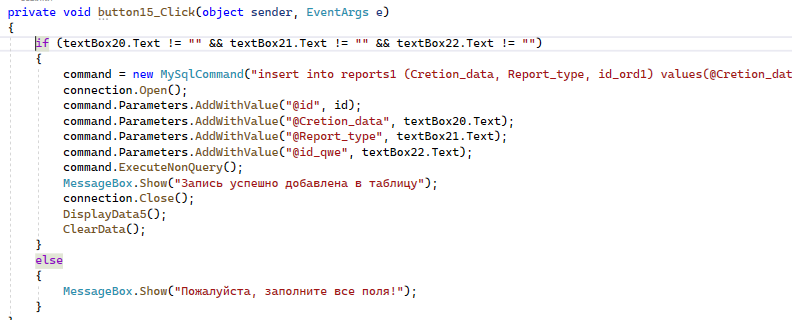 private void button15_Click(object sender, EventArgs e)
{
if (textBox20.Text != "" && textBox21.Text != "" && textBox22.Text != "")
{
command = new MySqlCommand("insert into reports1 (Cretion_data, Report_type, id_ord1) values(@Cretion_dat
connection.Open();
command.Parameters.AddWithValue("@id", id);
command.Parameters.AddWithValue("@Cretion_data", textBox20.Text);
command.Parameters.AddWithValue("@Report_type", textBox21.Text);
command.Parameters.AddWithValue("@id_qwe", textBox22.Text);
command.ExecuteNonQuery();
MessageBox.Show("Запись успешно добавлена в таблицу");
connection.Close();
DisplayData5();
ClearData();
}
else
{
MessageBox.Show("Пожалуйста, заполните все поля!");
}
}